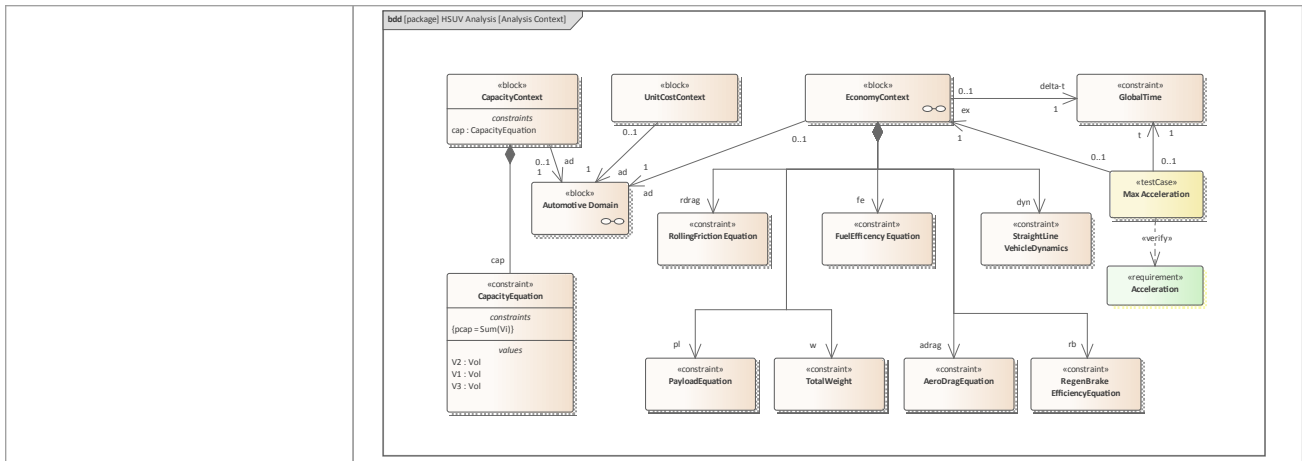 bdd [package] HSUV Analysis [Analysis Context]
«block»
CapacityContext
constraints
cap : CapacityEquation
«block»
UnitCostContext
«block»
EconomyContext
«constraint»
GlobalTime
0..1
delta-t
1
ex
1
t
1
0..1
0..1
0..1
1
ad
0..1
1
ad
0..1
1
ad
«block»
Automotive Domain
«testCase»
Max Acceleration
«verify»
«requirement»
Acceleration
rdrag
«constraint»
RollingFriction Equation
fe
«constraint»
FuelEfficency Equation
dyn
«constraint»
StraightLine
VehicleDynamics
cap
«constraint»
CapacityEquation
constraints
{pcap = Sum(Vi)}
values
V2 : Vol
V1 : Vol
V3 : Vol
pl
«constraint»
PayloadEquation
w
«constraint»
TotalWeight
adrag
«constraint»
AeroDragEquation
rb
«constraint»
RegenBrake
EfficiencyEquation